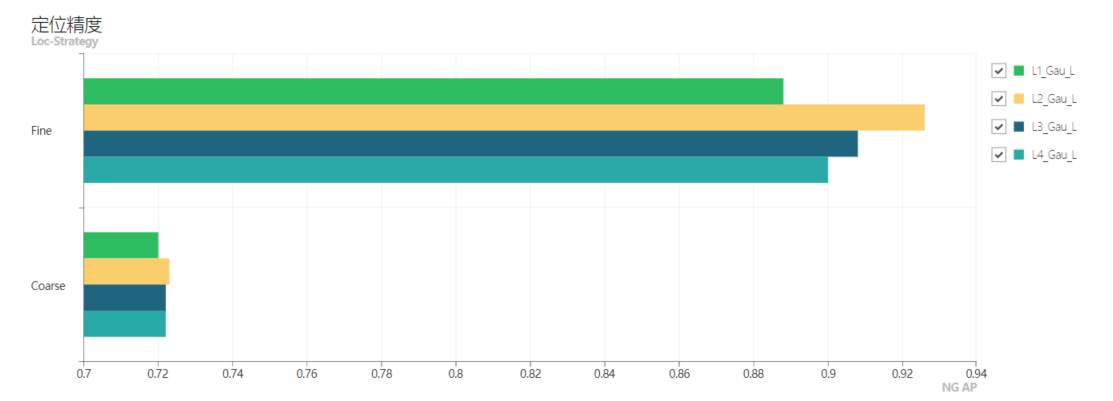 定位精度
Loc-Strategy
L1_Gau_L
L2_Gau_L
L3_Gau_L
L4_Gau_L
Fine
Coarse
0.7 0.72 0.74 0.76 0.78 0.8 0.82 0.84 0.86 0.88 0.9 0.92 0.94
NG AP